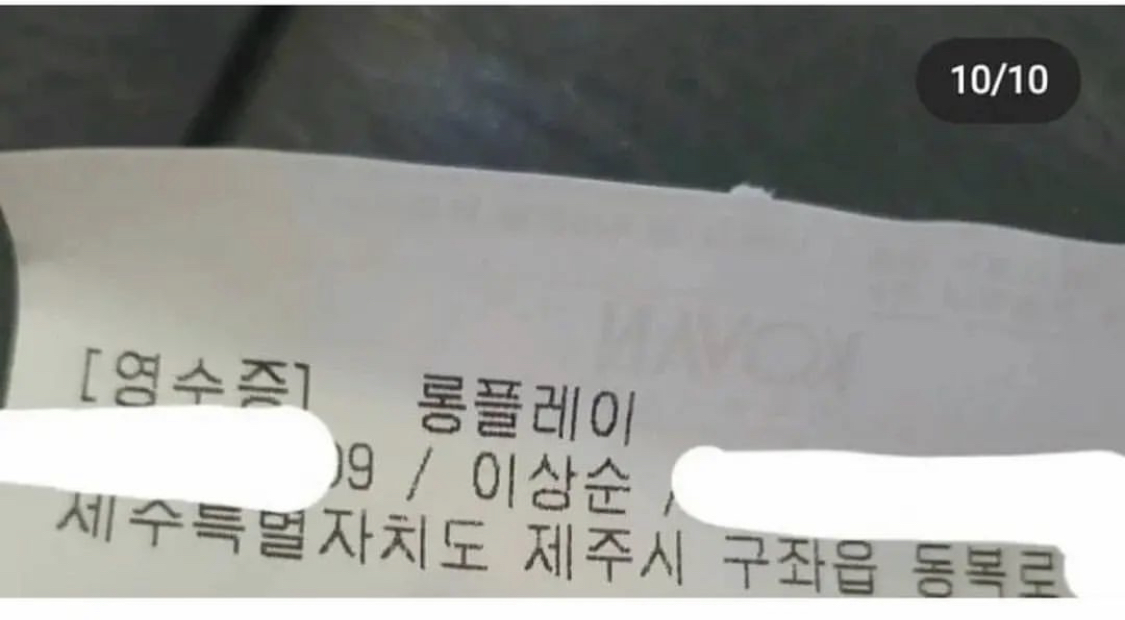 10/10
KOVAN
[영수증] 롱플레이
09 / 이상순 /
제주특별자치도 제주시 구좌읍 동복로